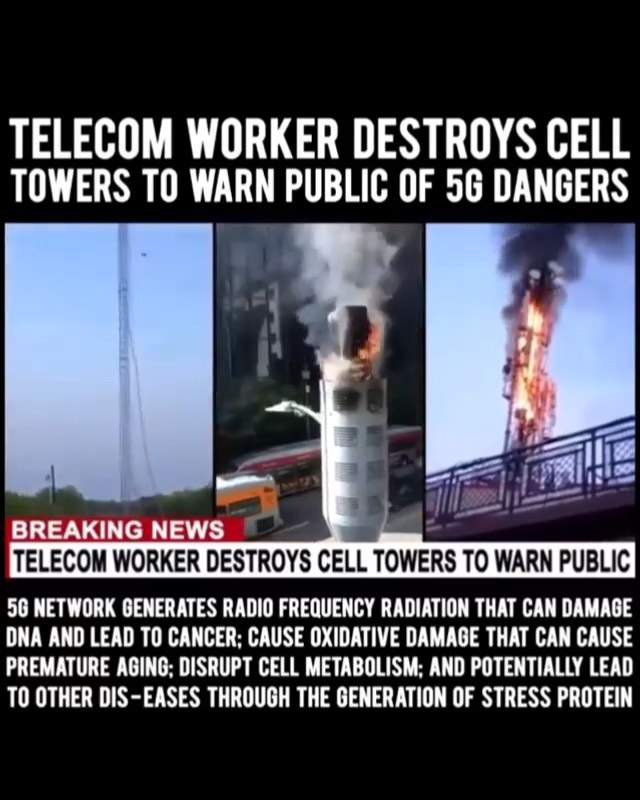 TELECOM WORKER DESTROYS CELL
TOWERS TO WARN PUBLIC OF 5G DANGERS
BREAKING NEWS
TELECOM WORKER DESTROYS CELL TOWERS TO WARN PUBLIC
5G NETWORK GENERATES RADIO FREQUENCY RADIATION THAT CAN DAMAGE
DNA AND LEAD TO CANCER; CAUSE OXIDATIVE DAMAGE THAT CAN CAUSE
PREMATURE AGING; DISRUPT CELL METABOLISM; AND POTENTIALLY LEAD
TO OTHER DIS-EASES THROUGH THE GENERATION OF STRESS PROTEIN